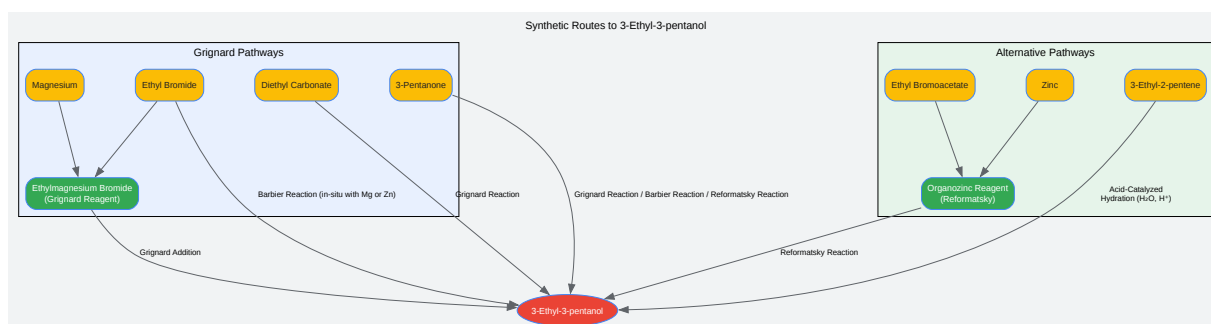 Synthetic Routes to 3-Ethyl-3-pentanol
Grignard Pathways
Alternative Pathways
Magnesium
Ethyl Bromide
Diethyl Carbonate
3-Pentanone
Ethyl Bromoacetate
Zinc
3-Ethyl-2-pentene
Ethylmagnesium Bromide
(Grignard Reagent)
Barbier Reaction (in-situ with Mg or Zn)
Grignard Reaction
Grignard Reaction / Barbier Reaction / Reformatsky Reaction
Organozinc Reagent
(Reformatsky)
Acid-Catalyzed
Hydration (H₂O, H⁺)
Grignard Addition
Reformatsky Reaction
3-Ethyl-3-pentanol